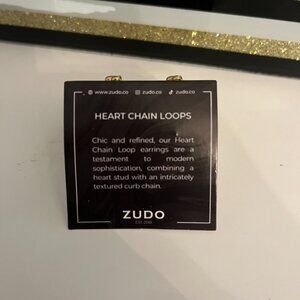 www.zudo.co zudo.co zudo.co
HEART CHAIN LOOPS
Chic and refined, our Heart
Chain Loop earrings are a
testament to modern
sophistication, combining a
heart stud with an intricately
textured curb chain.
ZUDO